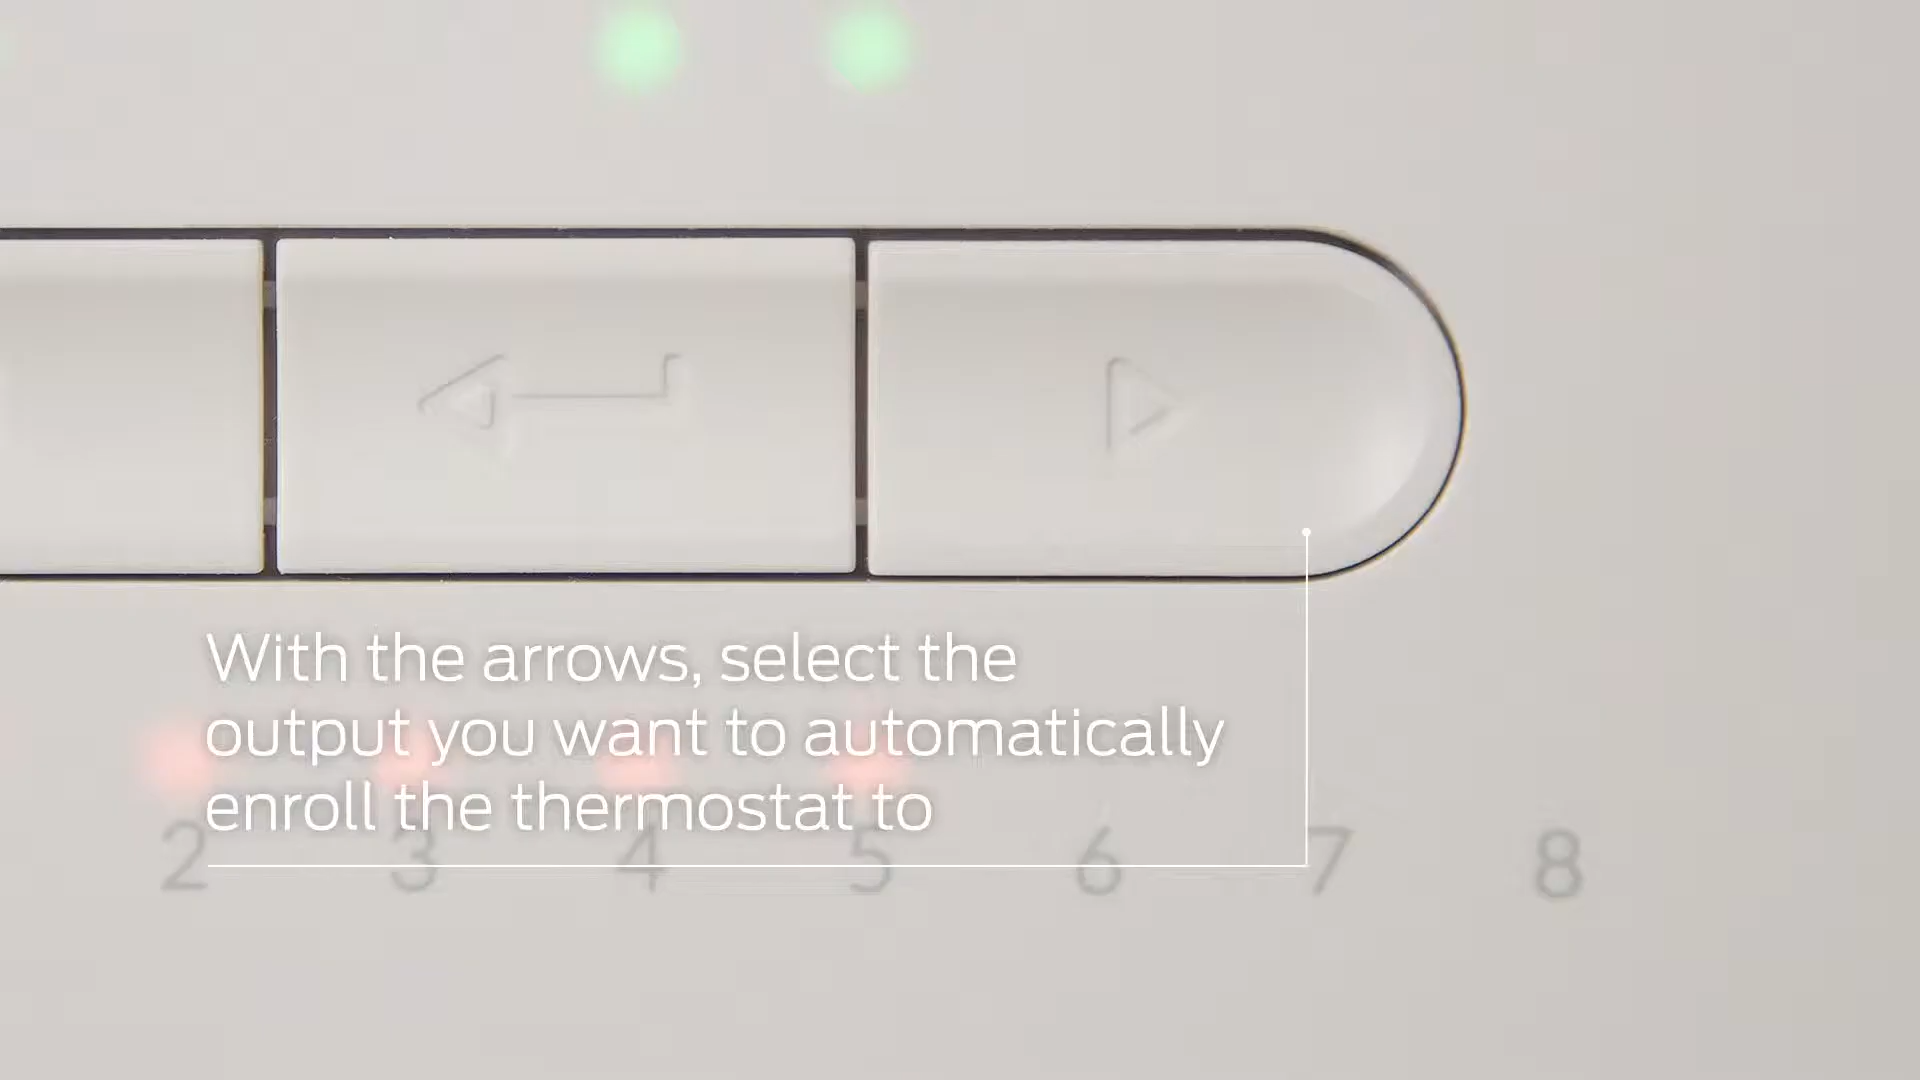 With the arrows, select the
output you want to automatically
enroll the thermostat to
2 3 4 5 6 7 8